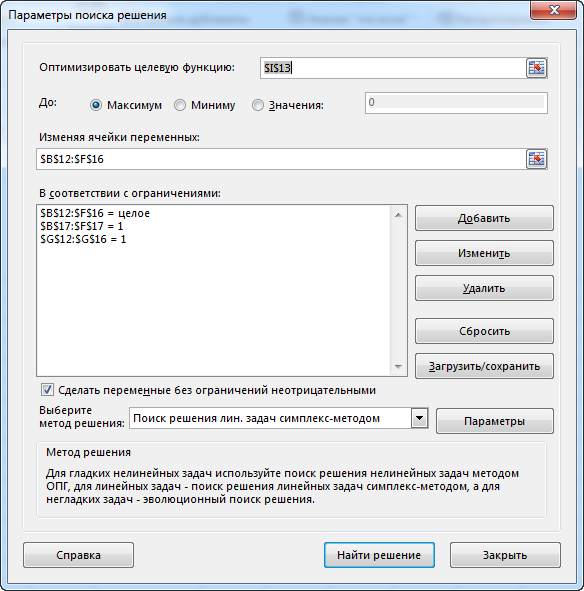 Параметры поиска решения
Оптимизировать целевую функцию: $I$13
До: Максимум Миниму Значения: 0
Изменяя ячейки переменных:
$B$12:$F$16
В соответствии с ограничениями:
$B$12:$F$16 = целое
$B$17:$F$17 = 1
$G$12:$G$16 = 1
Добавить
Изменить
Удалить
Сбросить
Загрузить/сохранить
Сделать переменные без ограничений неотрицательными
Выберите
метод решения: Поиск решения лин. задач симплекс-методом Параметры
Метод решения
Для гладких нелинейных задач используйте поиск решения нелинейных задач методом
ОПГ, для линейных задач - поиск решения линейных задач симплекс-методом, а для
негладких задач - эволюционный поиск решения.
Справка Найти решение Закрыть